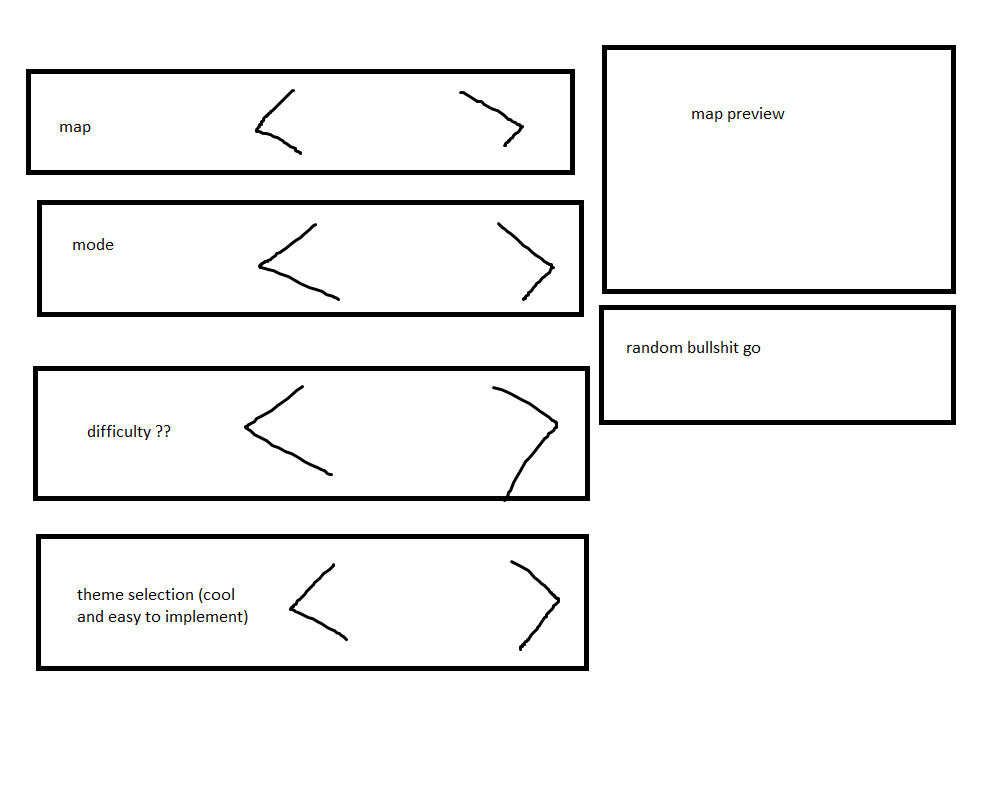 map
mode
difficulty ??
theme selection (cool
and easy to implement)
map preview
random bullshit go